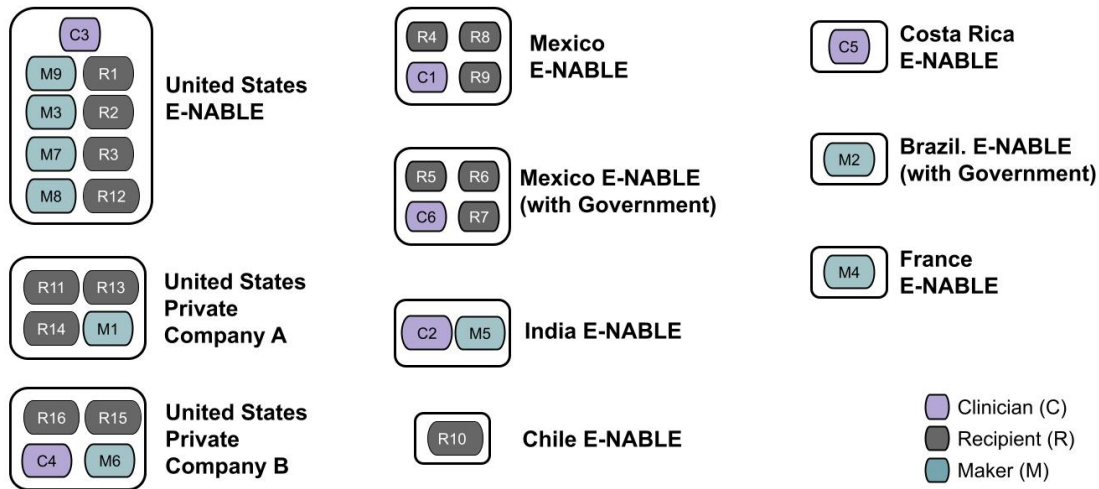 C3
M9 R1
M3 R2
M7 R3
M8 R12
United States
E-NABLE
R11 R13
R14 M1
United States
Private
Company A
R16 R15
C4 M6
United States
Private
Company B
R4 R8
C1 R9
Mexico
E-NABLE
R5 R6
C6 R7
Mexico E-NABLE
(with Government)
C2 M5
India E-NABLE
R10
Chile E-NABLE
C5
Costa Rica
E-NABLE
M2
Brazil. E-NABLE
(with Government)
M4
France
E-NABLE
Clinician (C)
Recipient (R)
Maker (M)